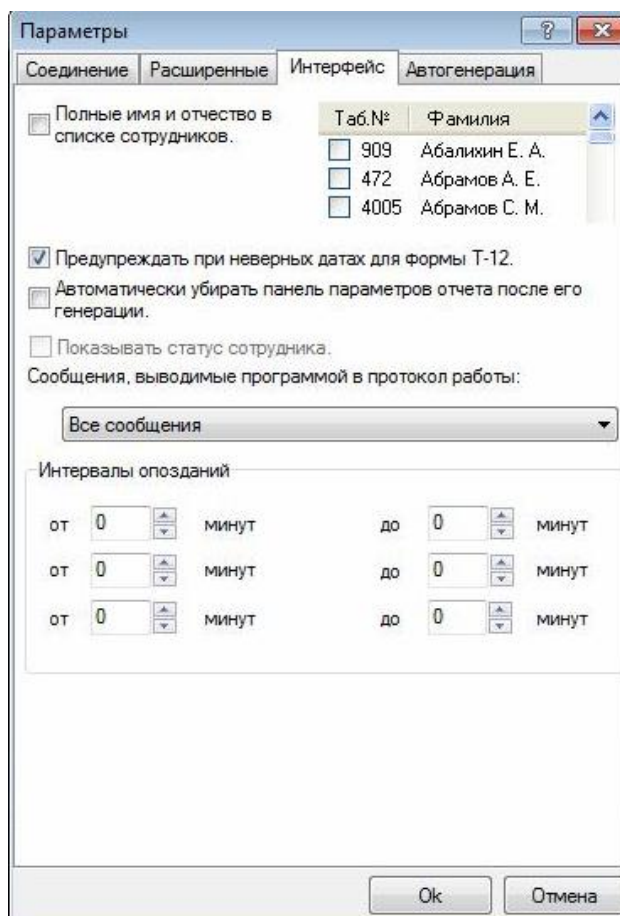 Параметры
Соединение Расширенные Интерфейс Автогенерация
Полные имя и отчество в
списке сотрудников.
Таб.№ Фамилия
909 Абалихин Е. А.
472 Абрамов А. Е.
4005 Абрамов С. М.
Предупреждать при неверных датах для формы Т-12.
Автоматически убирать панель параметров отчета после его
генерации.
Показывать статус сотрудника.
Сообщения, выводимые программой в протокол работы:
Все сообщения
Интервалы опозданий
от 0 минут до 0 минут
от 0 минут до 0 минут
от 0 минут до 0 минут
Ok Отмена